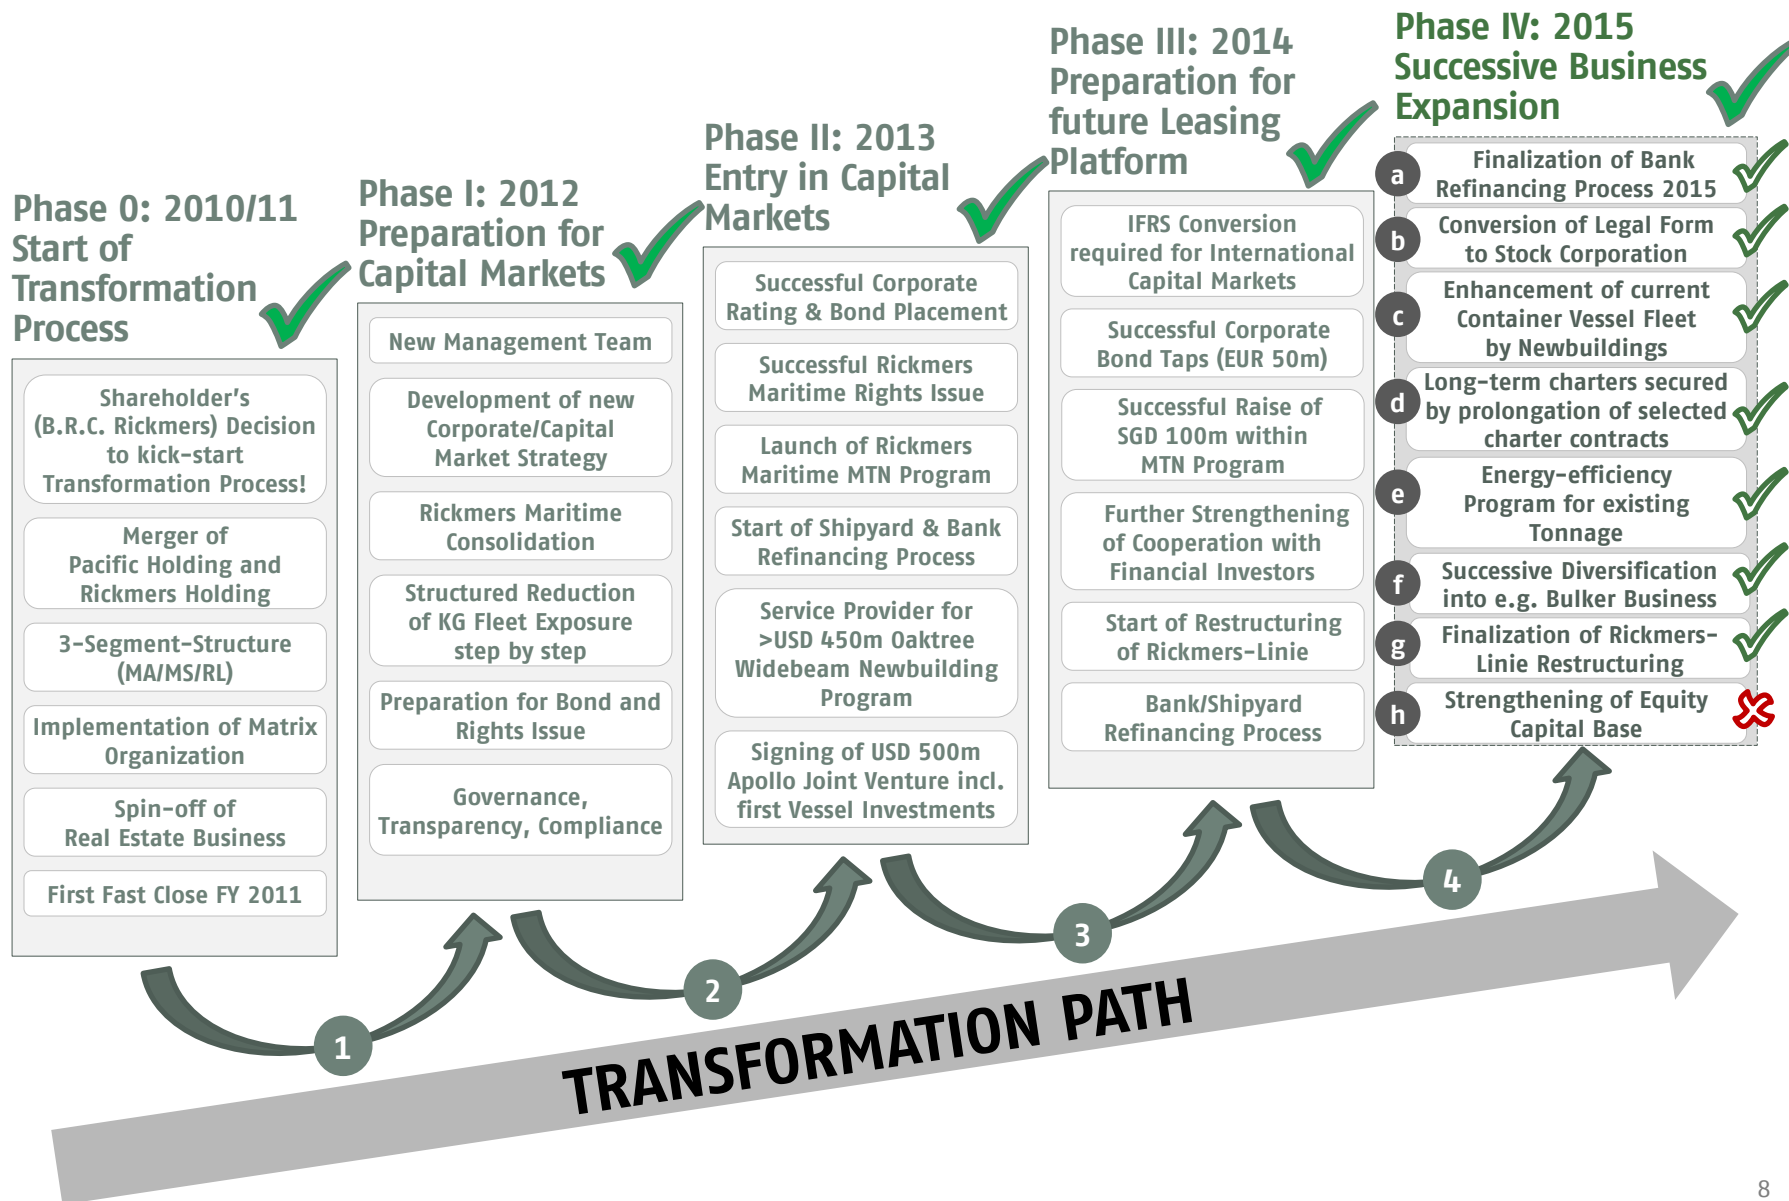 Phase 0: 2010/11
Start of
Transformation
Process
Shareholder's
(B.R.C. Rickmers) Decision
to kick-start
Transformation Process!
Merger of
Pacific Holding and
Rickmers Holding
3-Segment-Structure
(MA/MS/RL)
Implementation of Matrix
Organization
Spin-off of
Real Estate Business
First Fast Close FY 2011
Phase I: 2012
Preparation for
Capital Markets
New Management Team
Development of new
Corporate/Capital
Market Strategy
Rickmers Maritime
Consolidation
Structured Reduction
of KG Fleet Exposure
step by step
Preparation for Bond and
Rights Issue
Governance,
Transparency, Compliance
Phase II: 2013
Entry in Capital
Markets
Successful Corporate
Rating & Bond Placement
Successful Rickmers
Maritime Rights Issue
Launch of Rickmers
Maritime MTN Program
Start of Shipyard & Bank
Refinancing Process
Service Provider for
>USD 450m Oaktree
Widebeam Newbuilding
Program
Signing of USD 500m
Apollo Joint Venture incl.
first Vessel Investments
Phase III: 2014
Preparation for
future Leasing
Platform
IFRS Conversion
required for International
Capital Markets
Successful Corporate
Bond Taps (EUR 50m)
Successful Raise of
SGD 100m within
MTN Program
Further Strengthening
of Cooperation with
Financial Investors
Start of Restructuring
of Rickmers-Linie
Bank/Shipyard
Refinancing Process
Phase IV: 2015
Successive Business
Expansion
a
Finalization of Bank
Refinancing Process 2015
b
Conversion of Legal Form
to Stock Corporation
c
Enhancement of current
Container Vessel Fleet
by Newbuildings
d
Long-term charters secured
by prolongation of selected
charter contracts
e
Energy-efficiency
Program for existing
Tonnage
f
Successive Diversification
into e.g. Bulker Business
g
Finalization of Rickmers-
Linie Restructuring
h
Strengthening of Equity
Capital Base
1
2
3
4
TRANSFORMATION PATH
8